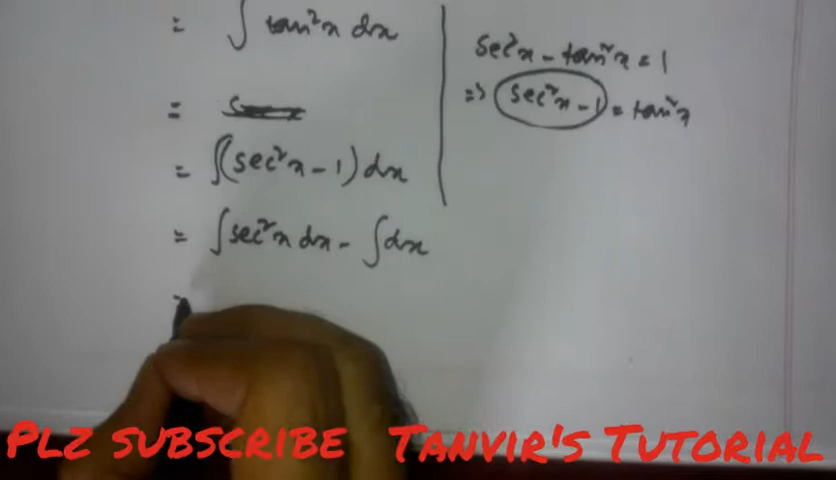 = ∫ tan²x dx
=
= ∫(sec²x - 1) dx
= ∫sec²x dx - ∫dx
=
sec²x - tan²x = 1
=> sec²x - 1 = tan²x
Plz subscribe Tanvir's Tutorial